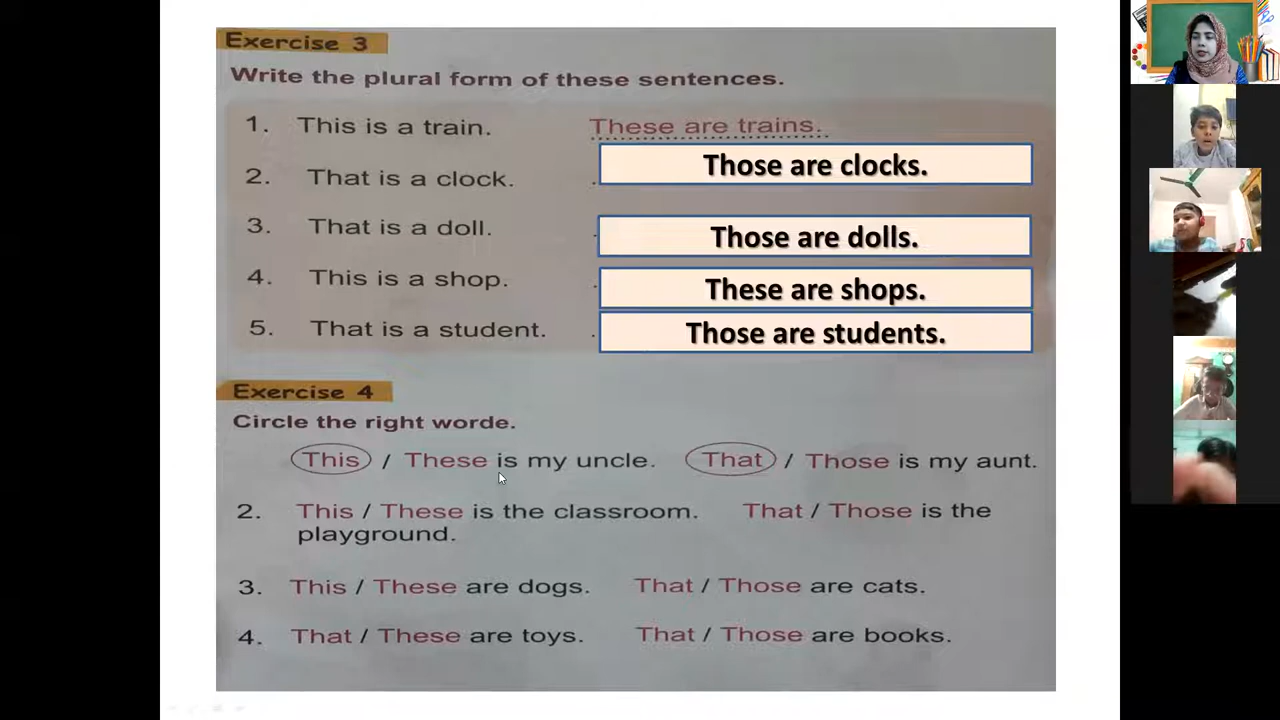 Exercise 3
Write the plural form of these sentences.
1. This is a train. These are trains.
2. That is a clock. Those are clocks.
3. That is a doll. Those are dolls.
4. This is a shop. These are shops.
5. That is a student. Those are students.
Exercise 4
Circle the right worde.
This / These is my uncle. That / Those is my aunt.
2. This / These is the classroom. That / Those is the
playground.
3. This / These are dogs. That / Those are cats.
4. That / These are toys. That / Those are books.